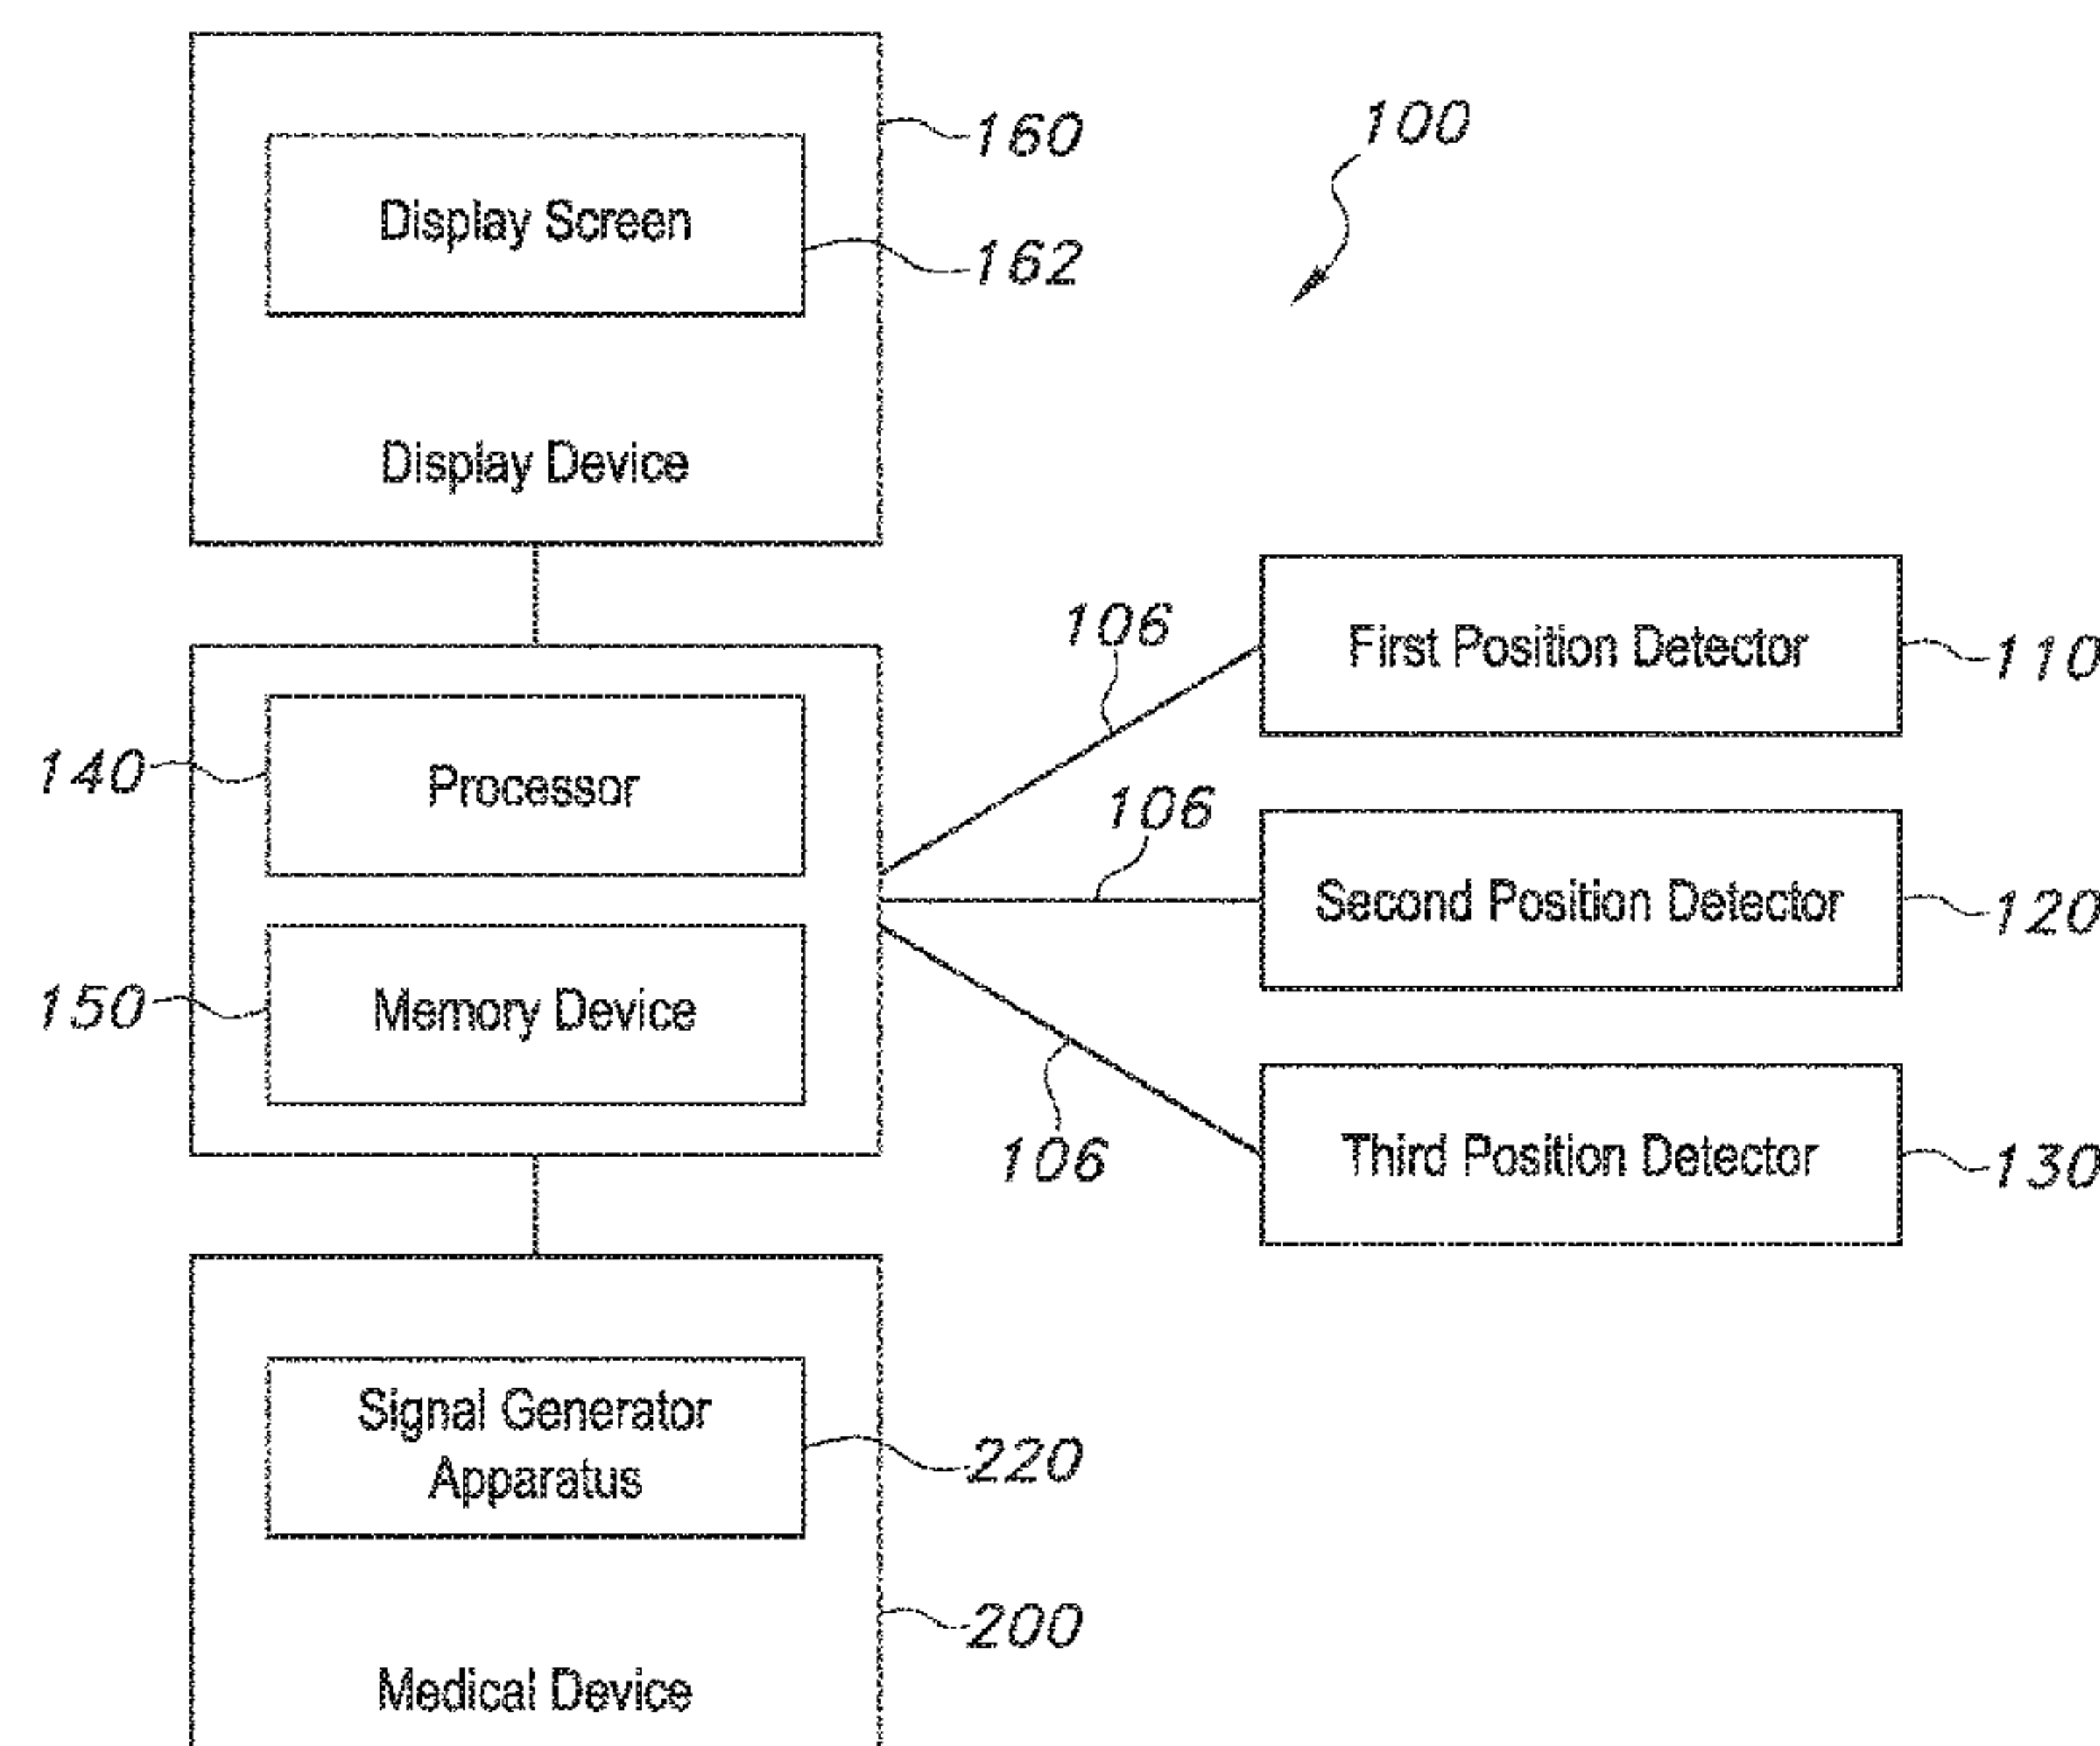 160
100
Display Screen
162
Display Device
106
First Position Detector
110
140
Processor
106
Second Position Detector
120
150
Memory Device
106
Third Position Detector
130
Signal Generator
Apparatus
220
200
Medical Device